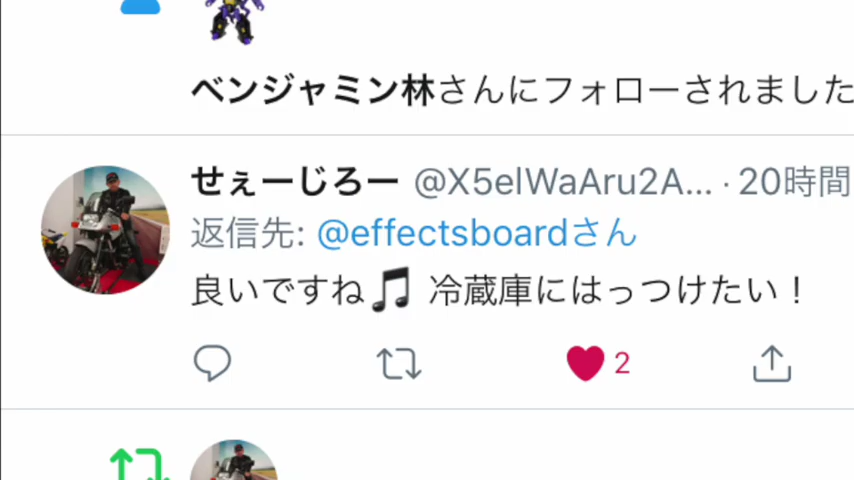 ベンジャミン林さんにフォローされました
せぇーじろー @X5elWaAru2A... · 20時間
返信先: @effectsboardさん
良いですね🎵 冷蔵庫にはっつけたい！
2